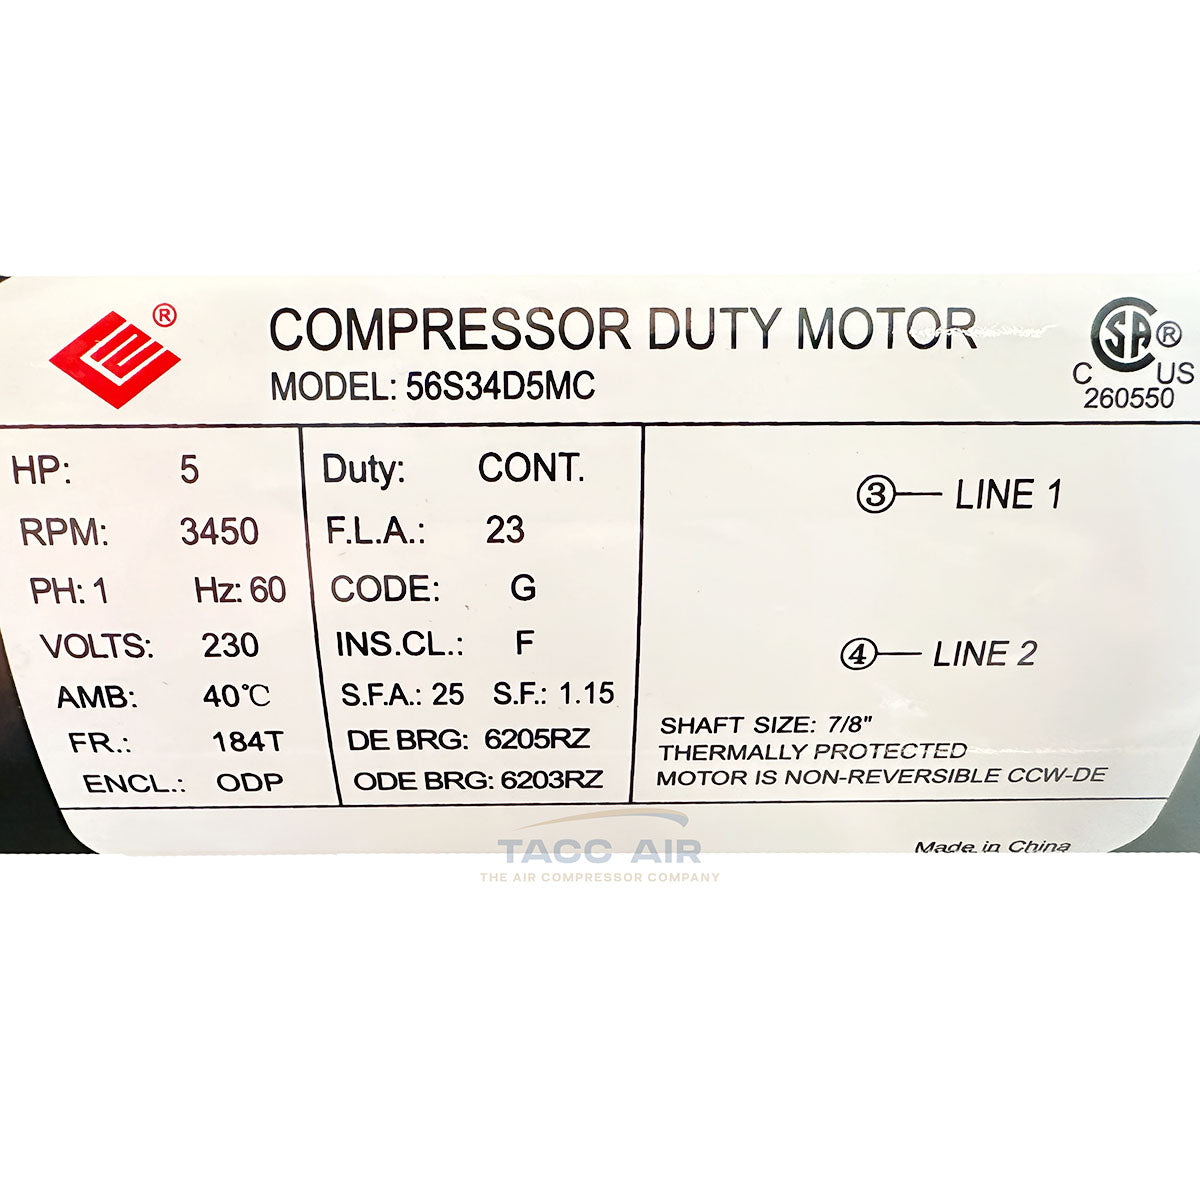 ®
COMPRESSOR DUTY MOTOR
MODEL: 56S34D5MC
CSA ®
C US
260550
HP: 5
RPM: 3450
PH: 1 Hz: 60
VOLTS: 230
AMB: 40℃
FR.: 184T
ENCL.: ODP
Duty: CONT.
F.L.A.: 23
CODE: G
INS.CL.: F
S.F.A.: 25 S.F.: 1.15
DE BRG: 6205RZ
ODE BRG: 6203RZ
③ LINE 1
④ LINE 2
SHAFT SIZE: 7/8"
THERMALLY PROTECTED
MOTOR IS NON-REVERSIBLE CCW-DE
Made in China
TACC AIR
THE AIR COMPRESSOR COMPANY